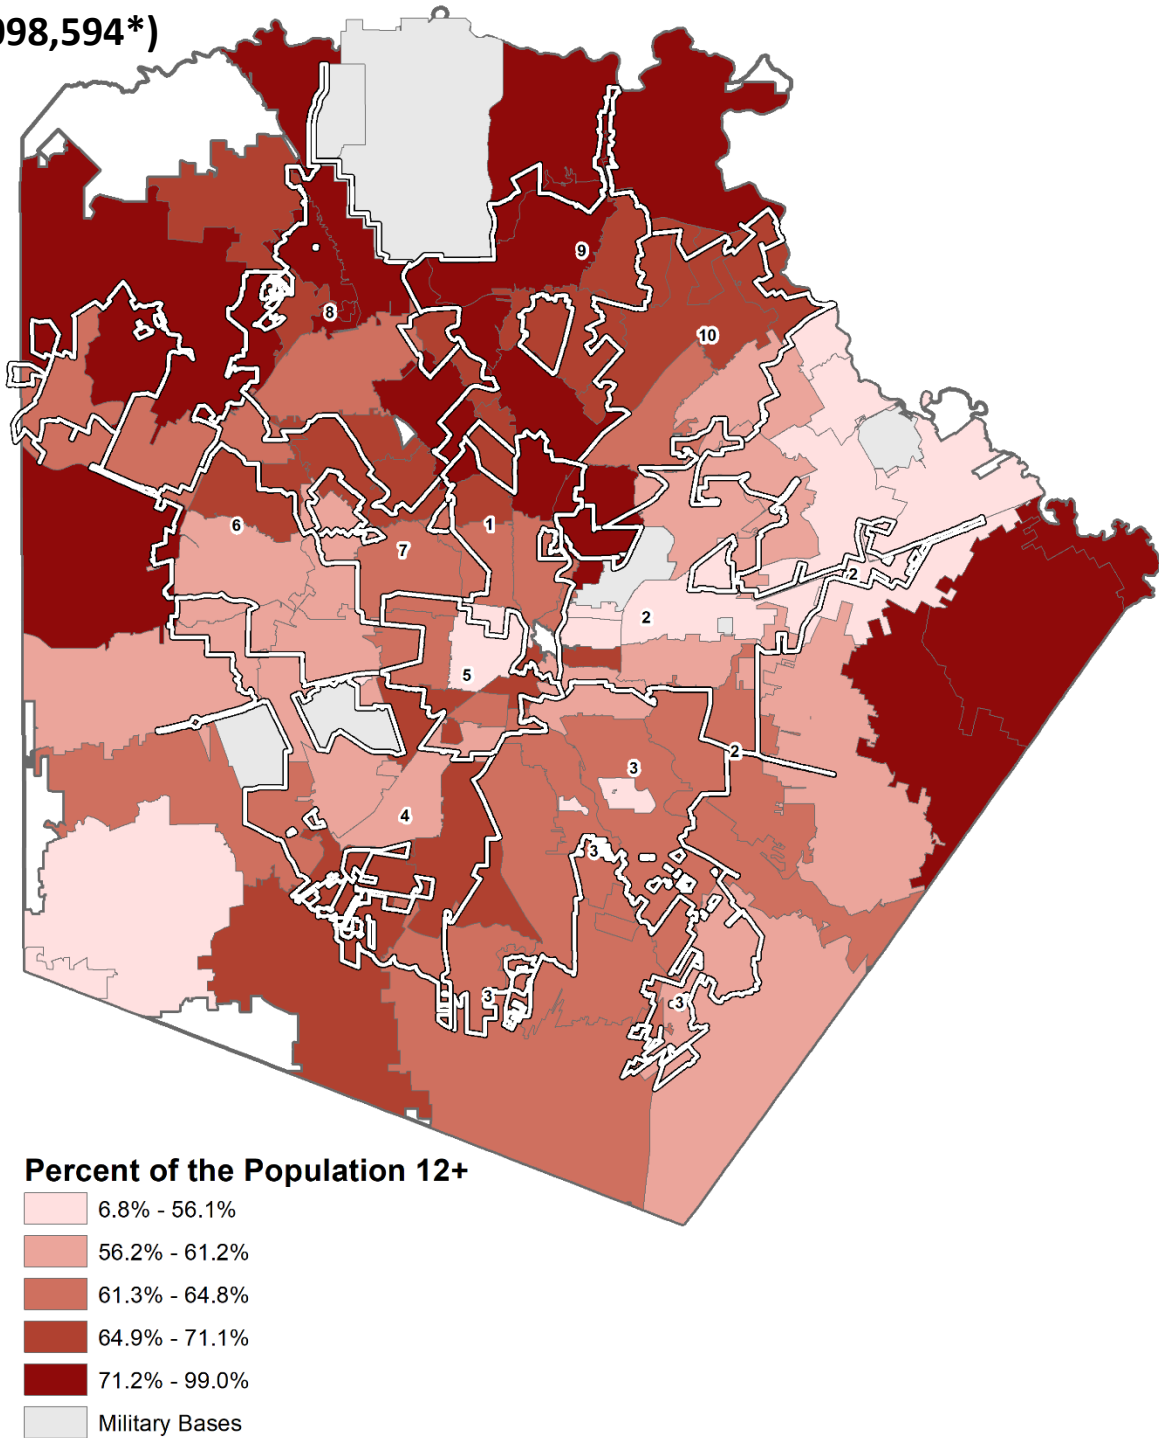 098,594*)
9
8
10
6
1
7
2
2
5
2
3
4
3
3
3
Percent of the Population 12+
6.8% - 56.1%
56.2% - 61.2%
61.3% - 64.8%
64.9% - 71.1%
71.2% - 99.0%
Military Bases